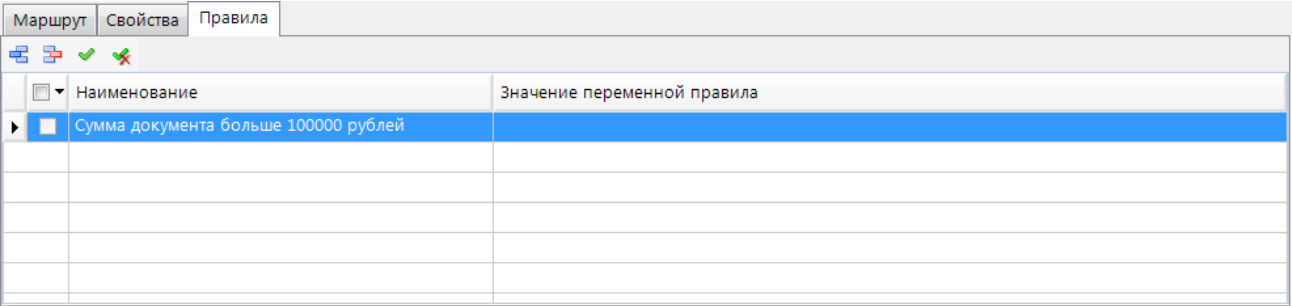 Маршрут Свойства Правила
Наименование Значение переменной правила
Сумма документа больше 100000 рублей